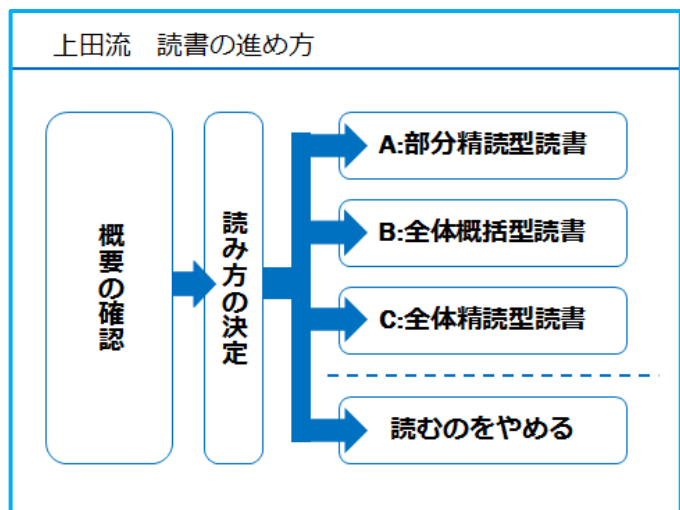 上田流　読書の進め方
概要の確認
読み方の決定
A:部分精読型読書
B:全体概括型読書
C:全体精読型読書
読むのをやめる